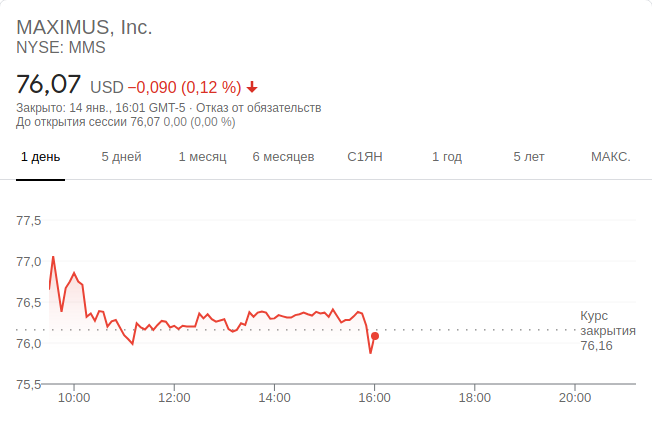 MAXIMUS, Inc.
NYSE: MMS
76,07 USD −0,090 (0,12 %)
Закрыто: 14 янв., 16:01 GMT-5 · Отказ от обязательств
До открытия сессии 76,07 0,00 (0,00 %)
1 день 5 дней 1 месяц 6 месяцев С1ЯН 1 год 5 лет МАКС.
77,5
77,0
76,5
76,0
75,5
Курс
закрытия
76,16
10:00 12:00 14:00 16:00 18:00 20:00